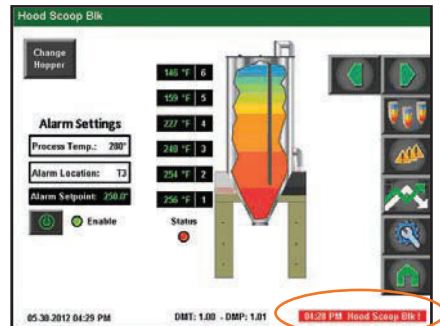 Hood Scoop Blk
Change
Hopper
146 °F 6
159 °F 5
227 °F 4
240 °F 3
254 °F 2
256 °F 1
Alarm Settings
Process Temp.: 280°
Alarm Location: T3
Alarm Setpoint: 250.0°
Enable
Status
05-30-2012 04:29 PM
DMT: 1.00 - DMP: 1.01
04:28 PM Hood Scoop Blk !